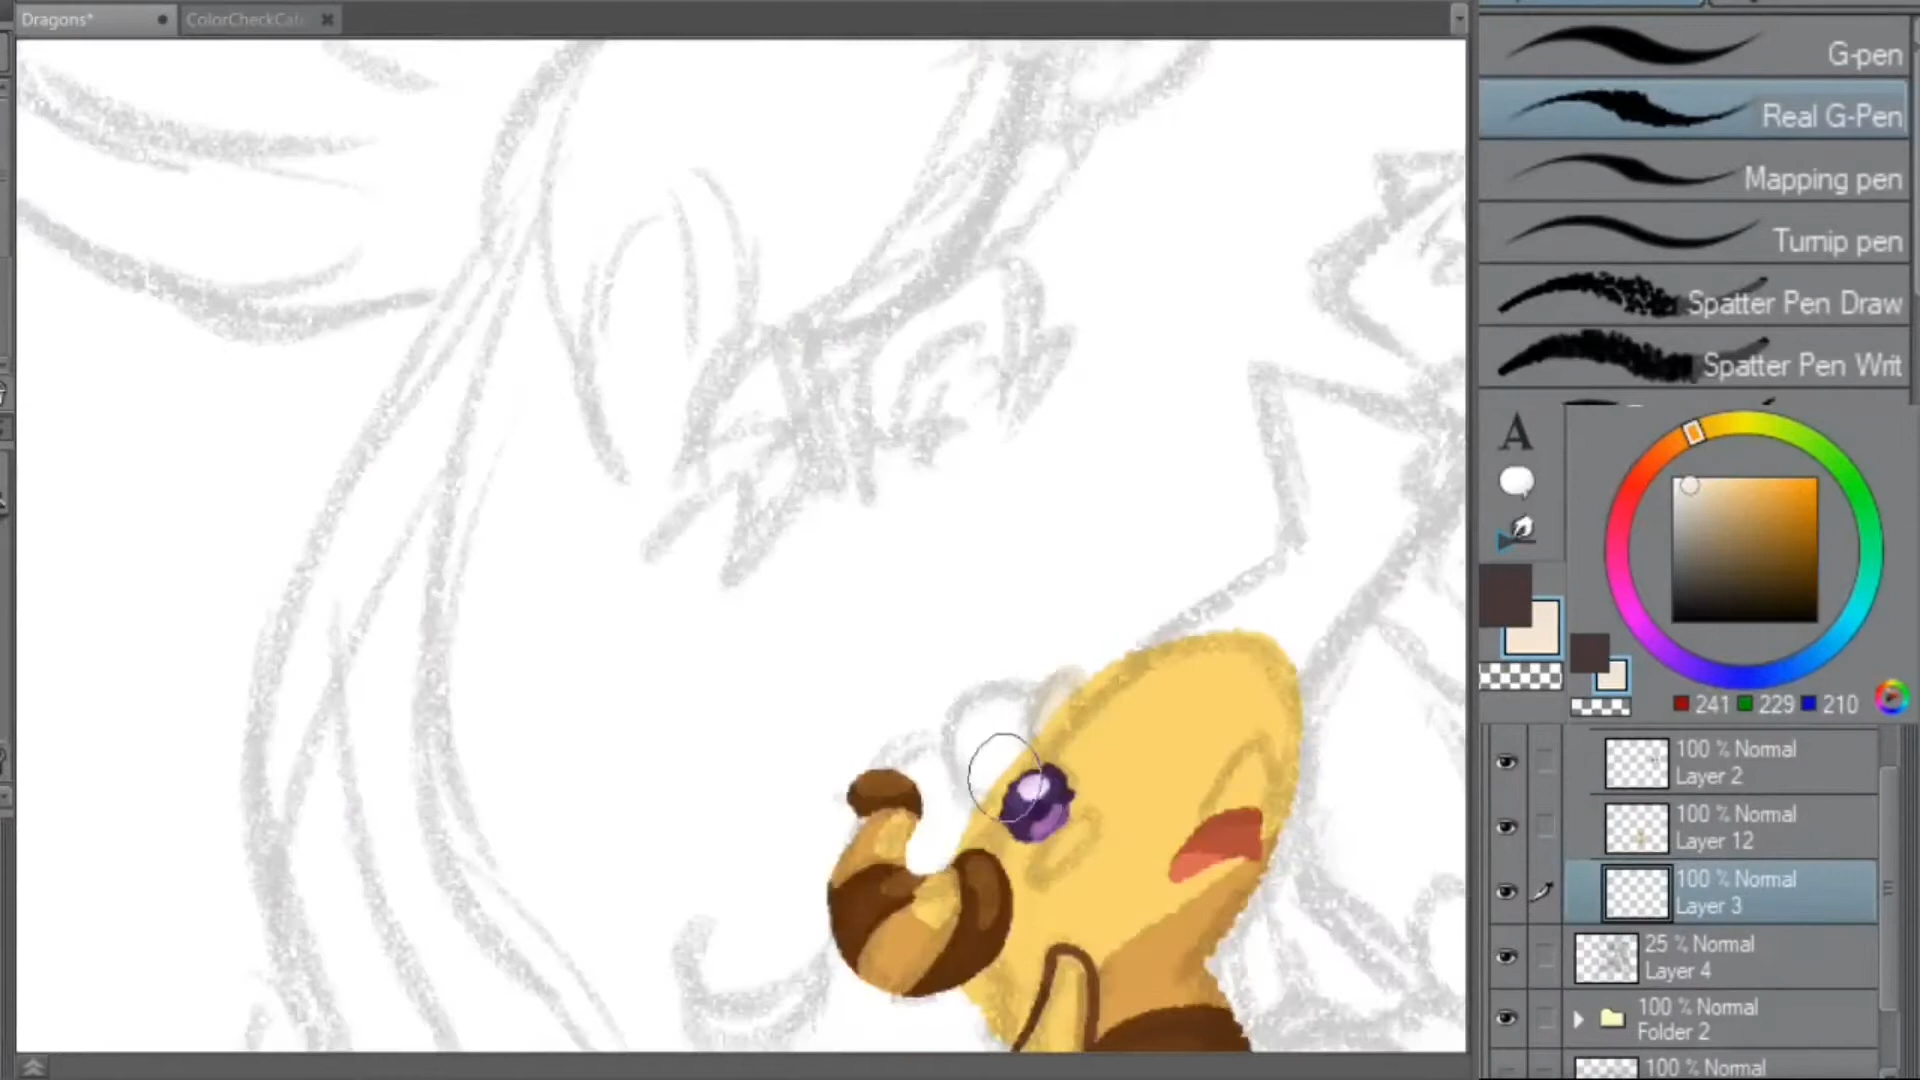 Dragons*
ColorCheckCat
G-pen
Real G-Pen
Mapping pen
Turnip pen
Spatter Pen Draw
Spatter Pen Writ
A
241 229 210
100 % Normal
Layer 2
100 % Normal
Layer 12
100 % Normal
Layer 3
25 % Normal
Layer 4
100 % Normal
Folder 2
100 % Normal